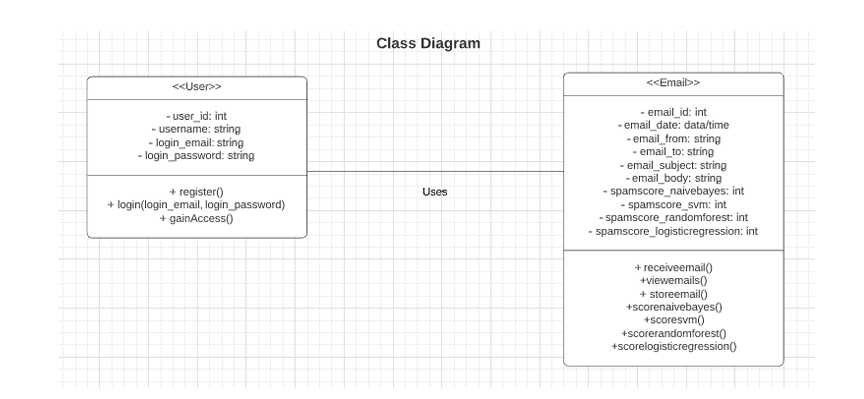 Class Diagram
<<User>>
- user_id: int
- username: string
- login_email: string
- login_password: string
+ register()
+ login(login_email, login_password)
+ gainAccess()
Uses
<<Email>>
- email_id: int
- email_date: data/time
- email_from: string
- email_to: string
- email_subject: string
- email_body: string
- spamscore_naivebayes: int
- spamscore_svm: int
- spamscore_randomforest: int
- spamscore_logisticregression: int
+ receiveemail()
+viewemails()
+ storeemail()
+scorenaivebayes()
+scoresvm()
+scorerandomforest()
+scorelogisticregression()